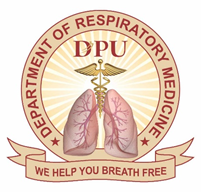 DEPARTMENT OF RESPIRATORY MEDICINE
DPU
WE HELP YOU BREATH FREE